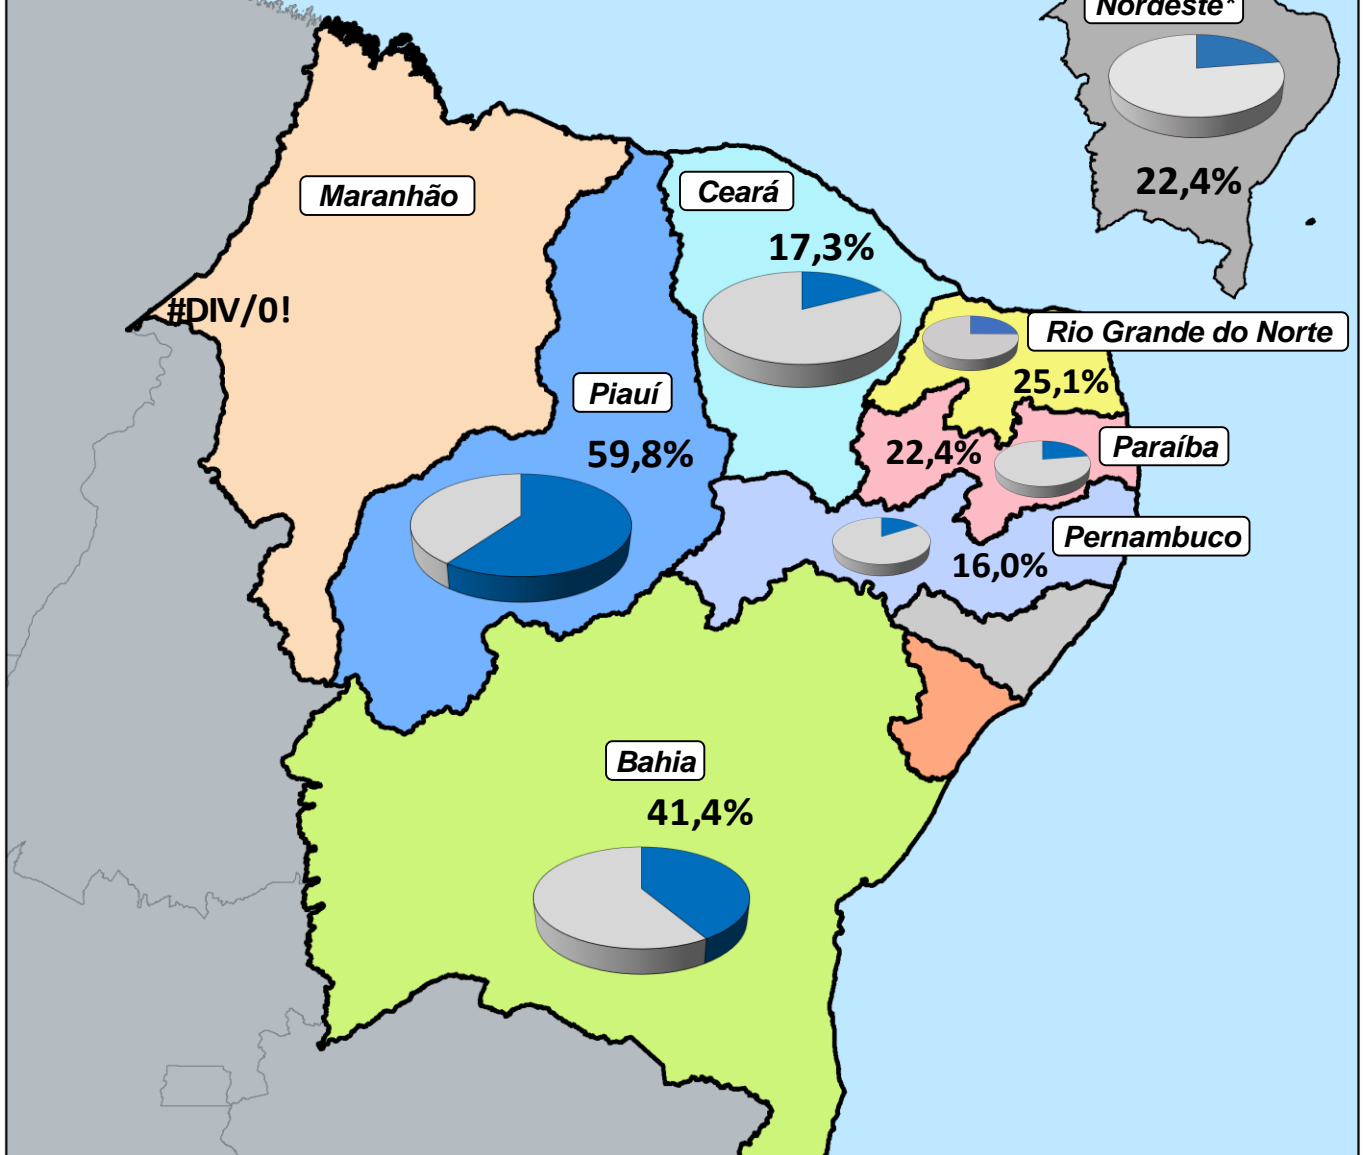 Nordeste*
22,4%
Maranhão
#DIV/0!
Ceará
17,3%
Rio Grande do Norte
25,1%
Piauí
59,8%
Paraíba
22,4%
Pernambuco
16,0%
Bahia
41,4%